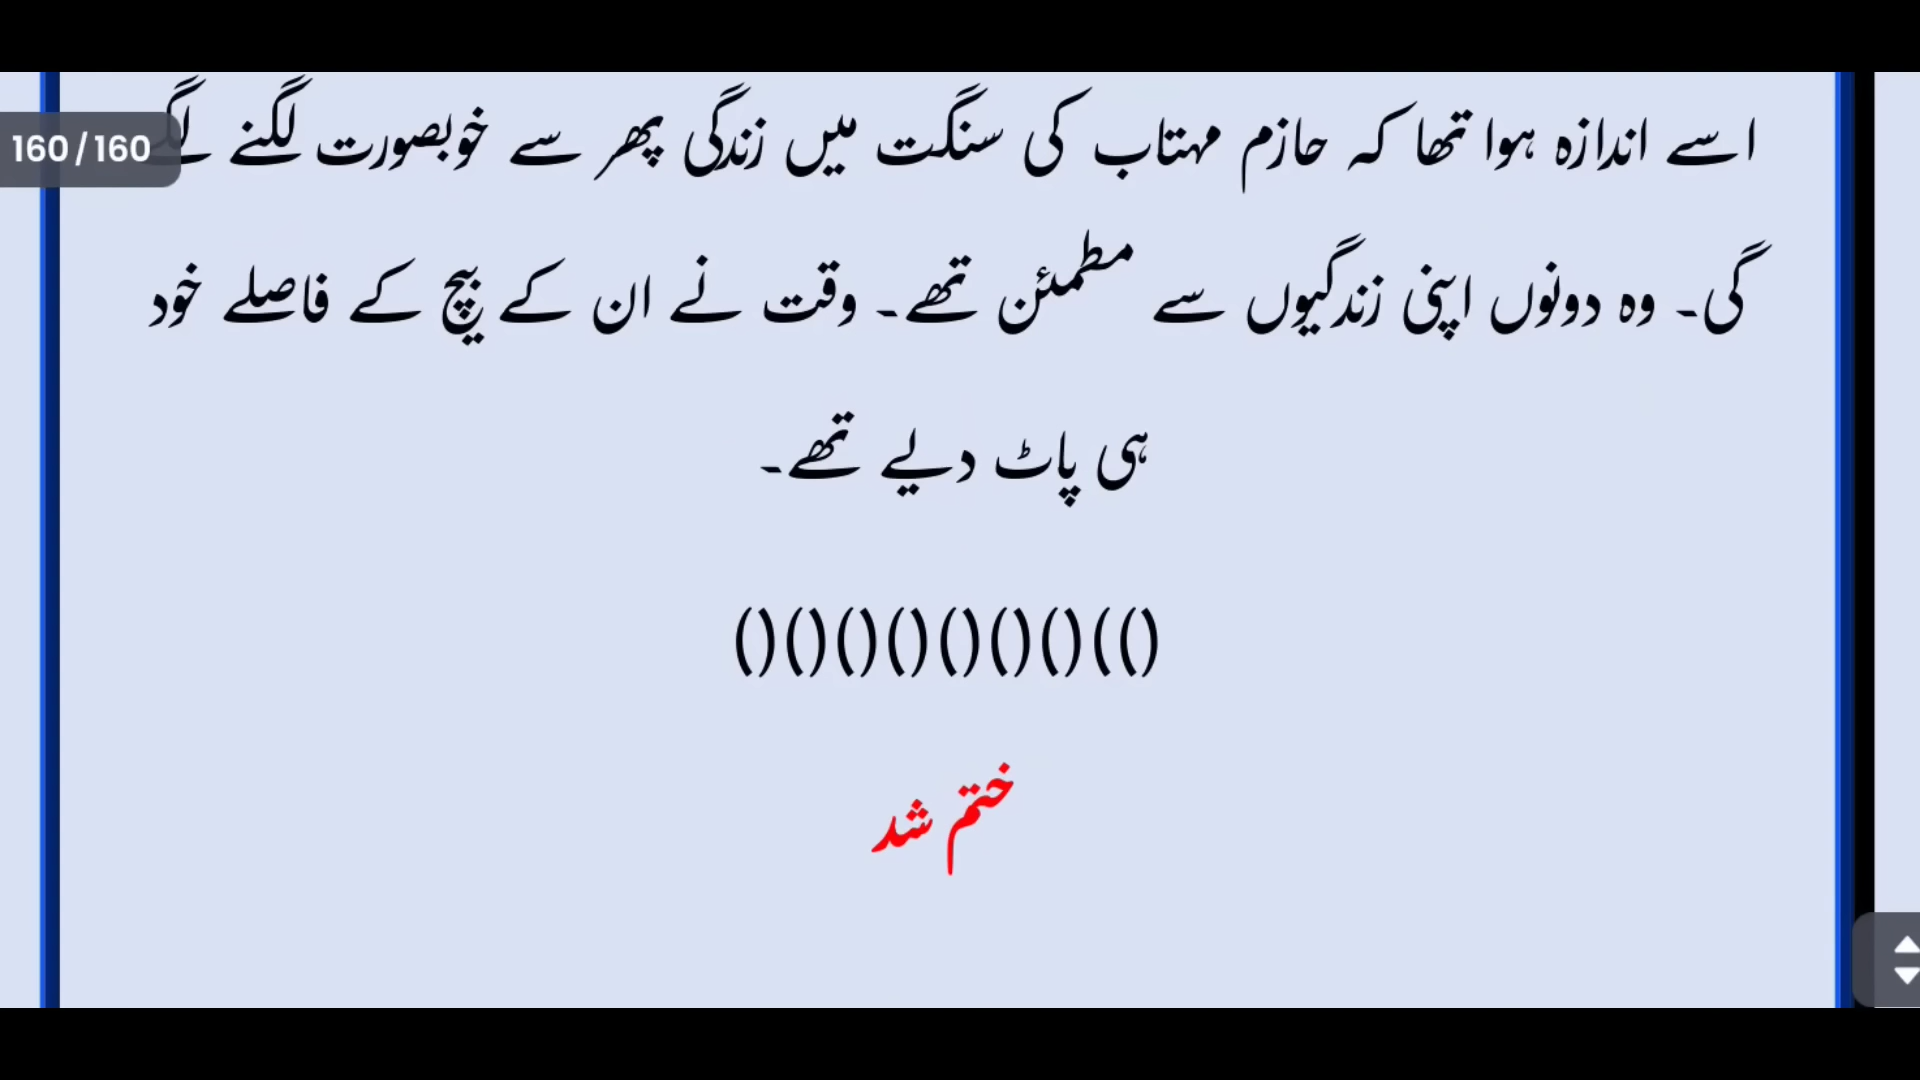 160/160
اسے اندازہ ہوا تھا کہ حازم مہتاب کی سنگت میں زندگی پھر سے خوبصورت لگنے لگے
گی۔ وہ دونوں اپنی زندگیوں سے مطمئن تھے۔ وقت نے ان کے بیچ کے فاصلے خود
ہی پاٹ دیے تھے۔
()()()()()()()(()
ختم شد